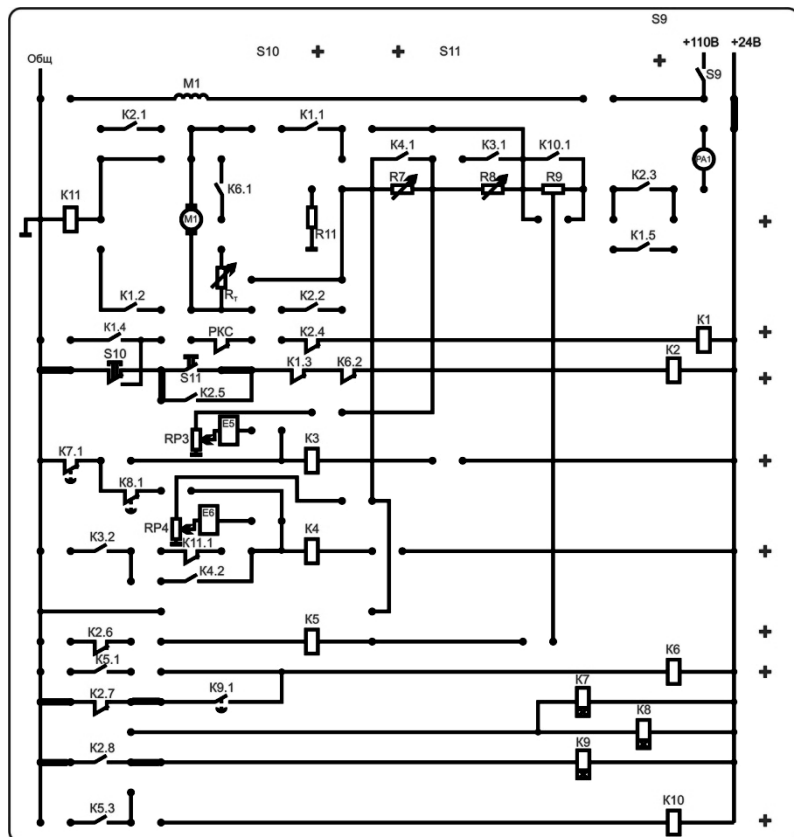 S9
S10 + + S11
+110В +24В
Общ
+
S9
M1
K2.1
K1.1
K4.1
K3.1
K10.1
PA1
K11
K6.1
R7
R8
R9
K2.3
M1
R11
+
K1.5
Rт
K1.2
K2.2
K1.4
РКС
K2.4
K1
+
S10
S11
K1.3
K6.2
K2
+
K2.5
E5
RP3
K7.1
K3
+
K8.1
E6
RP4
K4
K3.2
K11.1
+
K4.2
K2.6
K5
+
K5.1
K6
+
K2.7
K9.1
K7
K8
K2.8
K9
K5.3
K10
+